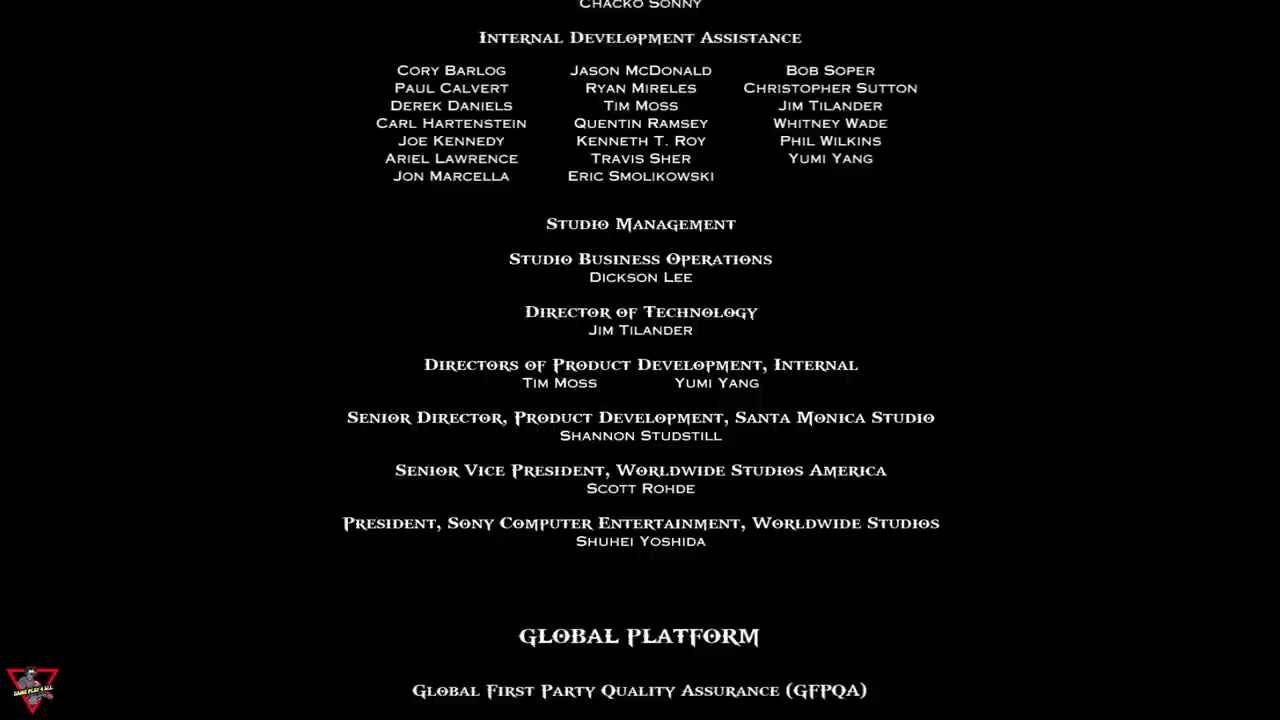 Chacko Sonny
Internal Development Assistance
Cory Barlog Jason McDonald Bob Soper
Paul Calvert Ryan Mireles Christopher Sutton
Derek Daniels Tim Moss Jim Tilander
Carl Hartenstein Quentin Ramsey Whitney Wade
Joe Kennedy Kenneth T. Roy Phil Wilkins
Ariel Lawrence Travis Sher Yumi Yang
Jon Marcella Eric Smolikowski
Studio Management
Studio Business Operations
Dickson Lee
Director of Technology
Jim Tilander
Directors of Product Development, Internal
Tim Moss Yumi Yang
Senior Director, Product Development, Santa Monica Studio
Shannon Studstill
Senior Vice President, Worldwide Studios America
Scott Rohde
President, Sony Computer Entertainment, Worldwide Studios
Shuhei Yoshida
GLOBAL PLATFORM
Global First Party Quality Assurance (GFPQA)
GAME PLAY 4 ALL